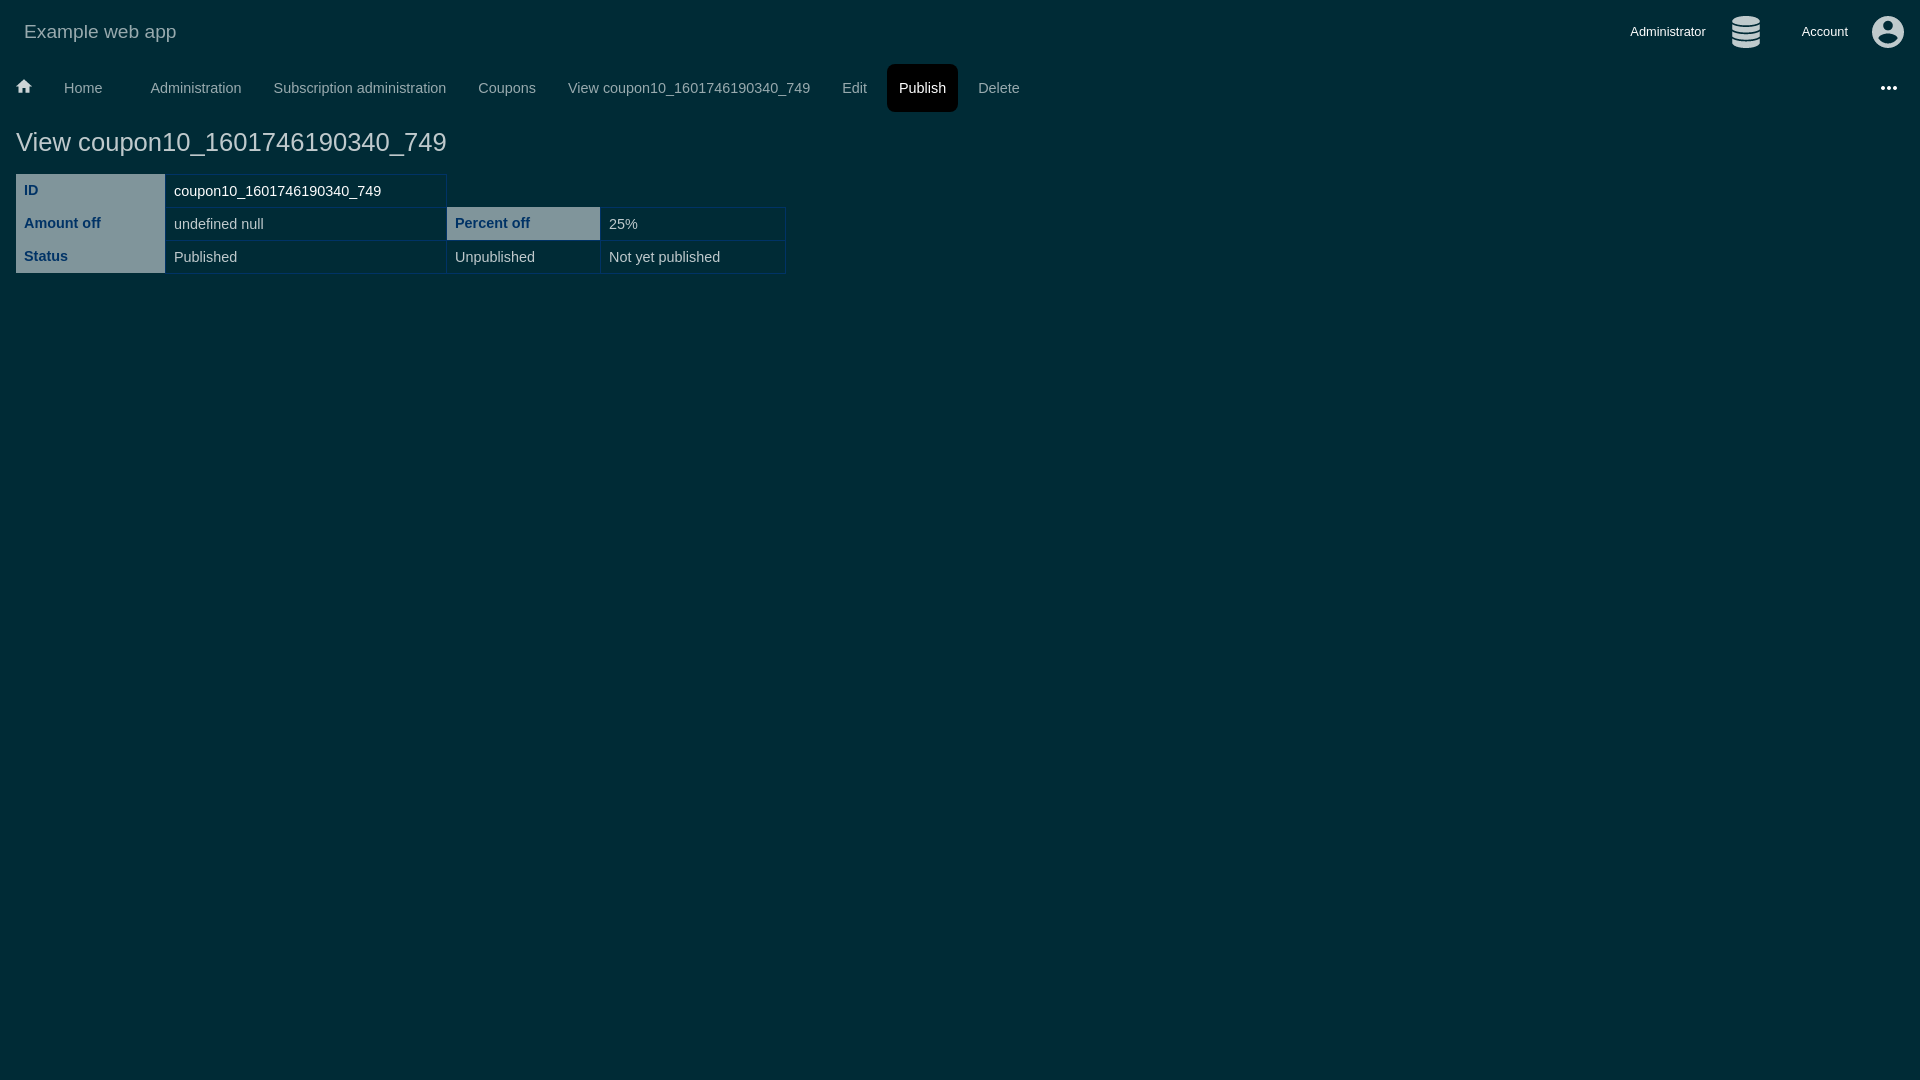 Example web app
Administrator
Account
Home Administration Subscription administration Coupons View coupon10_1601746190340_749 Edit Publish Delete
View coupon10_1601746190340_749
ID coupon10_1601746190340_749
Amount off undefined null Percent off 25%
Status Published Unpublished Not yet published